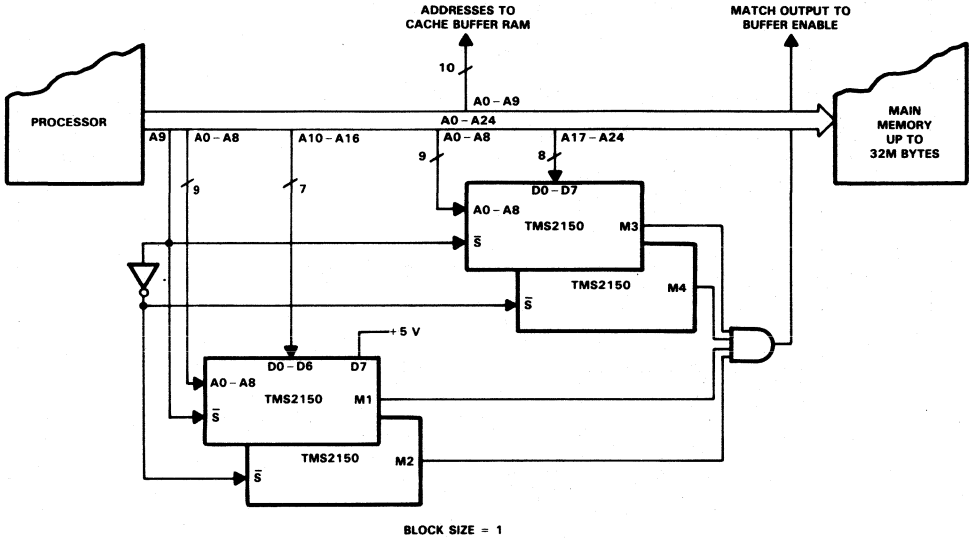 ADDRESSES TO
CACHE BUFFER RAM
MATCH OUTPUT TO
BUFFER ENABLE
10
A0-A9
PROCESSOR
A0-A24
MAIN
MEMORY
UP TO
32M BYTES
A9
A0-A8
A10-A16
A0-A8
A17-A24
9
7
9
8
D0-D7
A0-A8
TMS2150
M3
S̅
TMS2150
M4
S̅
+5 V
D0-D6
D7
A0-A8
TMS2150
M1
S̅
TMS2150
M2
S̅
BLOCK SIZE = 1